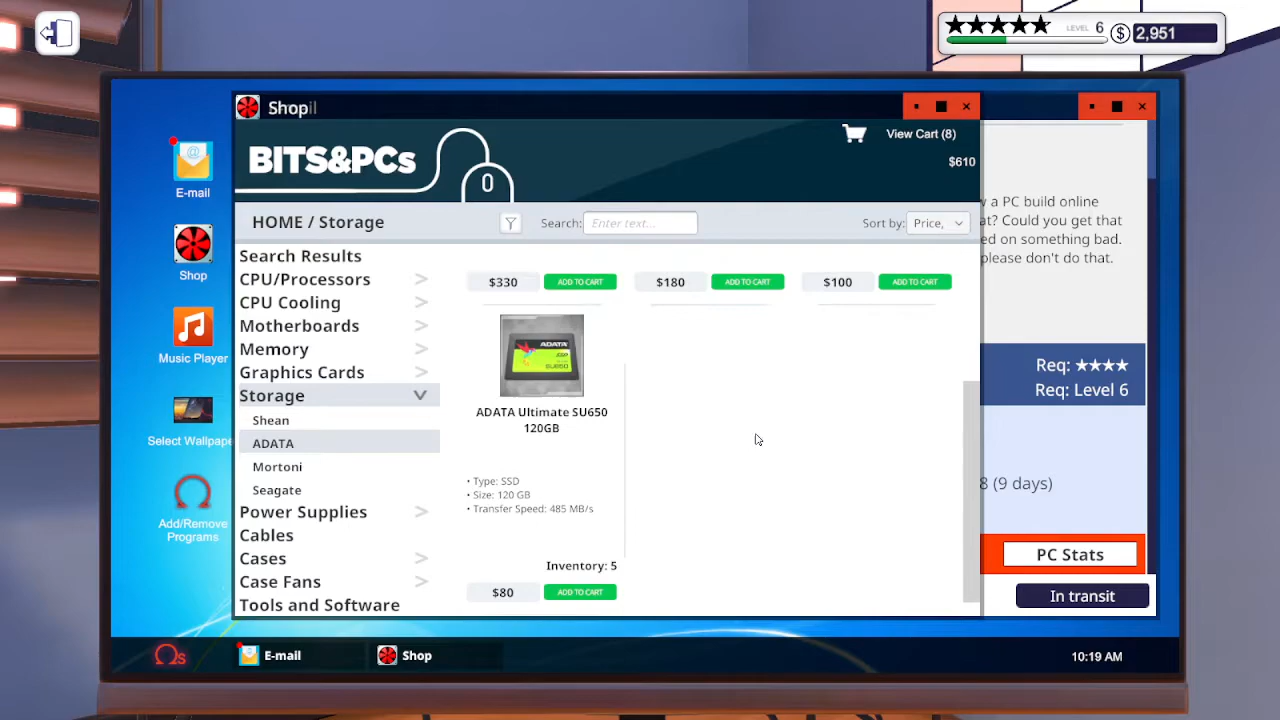 LEVEL 6
$ 2,951
Shop
BITS&PCs
0
View Cart (8)
$610
HOME / Storage
Search: Enter text...
Sort by: Price,
Search Results
CPU/Processors
CPU Cooling
Motherboards
Memory
Graphics Cards
Storage
Shean
ADATA
Mortoni
Seagate
Power Supplies
Cables
Cases
Case Fans
Tools and Software
$330 ADD TO CART
$180 ADD TO CART
$100 ADD TO CART
ADATA
SU650
ADATA Ultimate SU650
120GB
• Type: SSD
• Size: 120 GB
• Transfer Speed: 485 MB/s
Inventory: 5
$80 ADD TO CART
w a PC build online
at? Could you get that
ed on something bad.
please don't do that.
Req: ★★★★
Req: Level 6
8 (9 days)
PC Stats
In transit
E-mail
Shop
Music Player
Select Wallpape
Add/Remove
Programs
Ωs
E-mail
Shop
10:19 AM